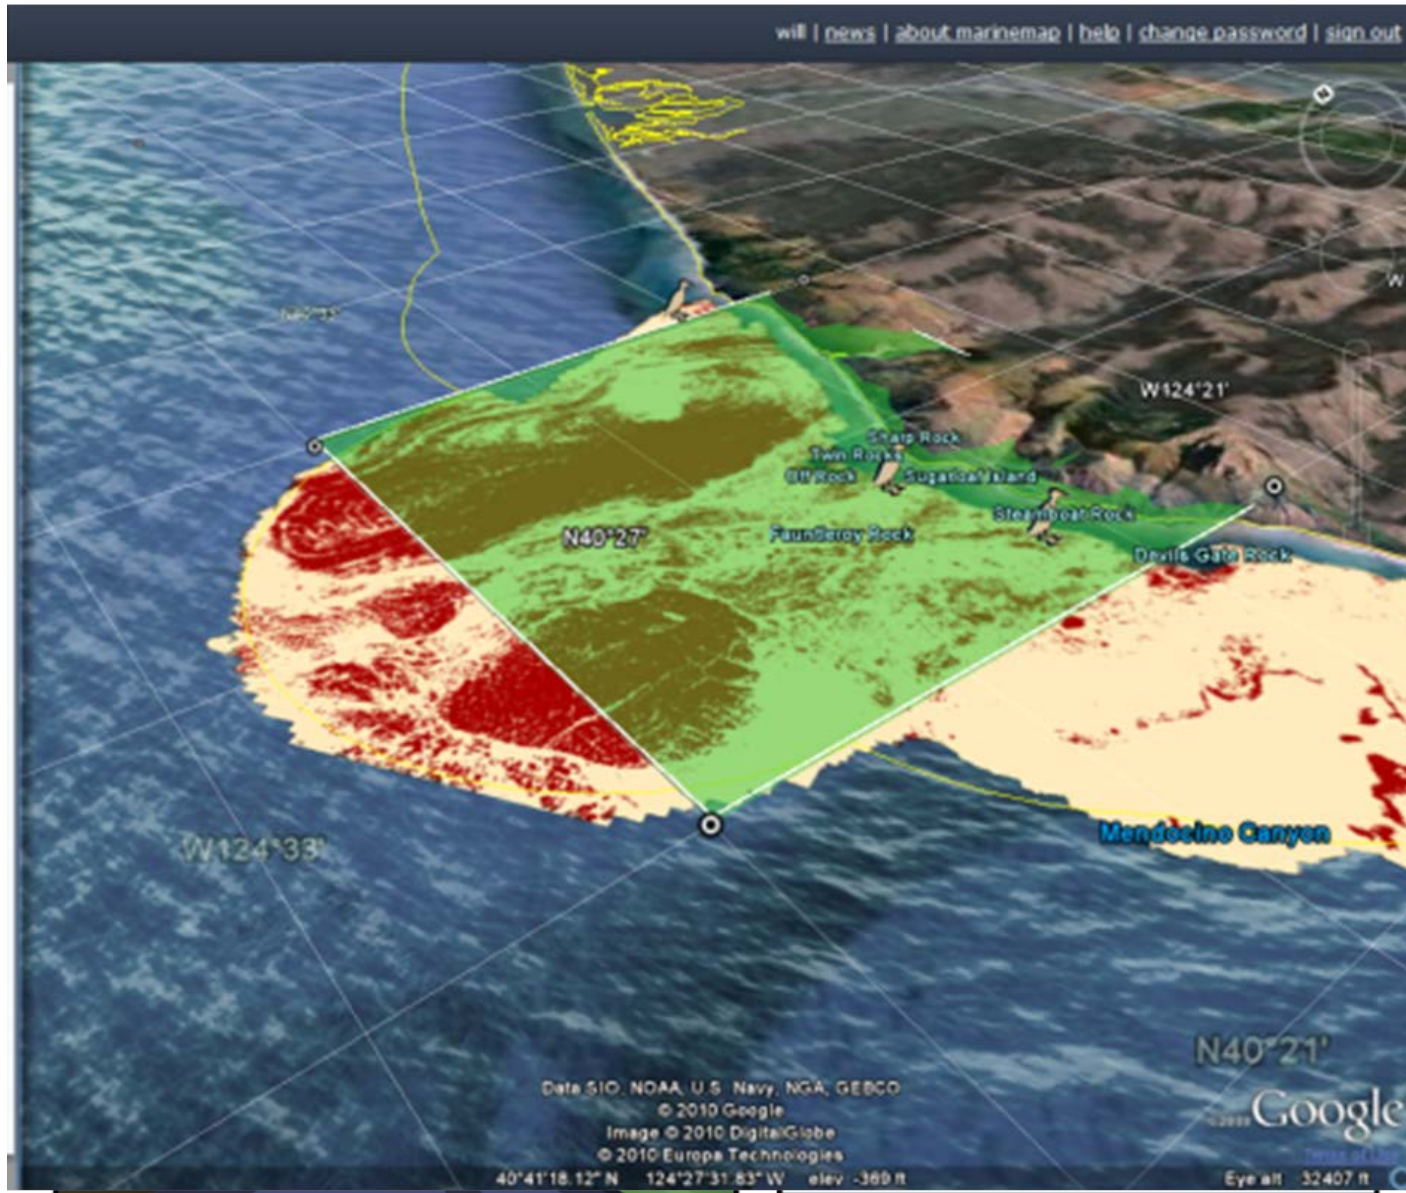 will | news | about marinemap | help | change password | sign out
W124°21'
Sharp Rock
Twin Rocks
Off Rock
Sugarloaf Island
Steamboat Rock
N40°27'
Fauntleroy Rock
Devils Gate Rock
Mendocino Canyon
W124°33'
N40°21'
Data SIO, NOAA, U.S. Navy, NGA, GEBCO
© 2010 Google
Image © 2010 DigitalGlobe
© 2010 Europa Technologies
Google
Terms of Use
40°41'18.12" N 124°27'31.83" W elev -369 ft
Eye alt 32407 ft